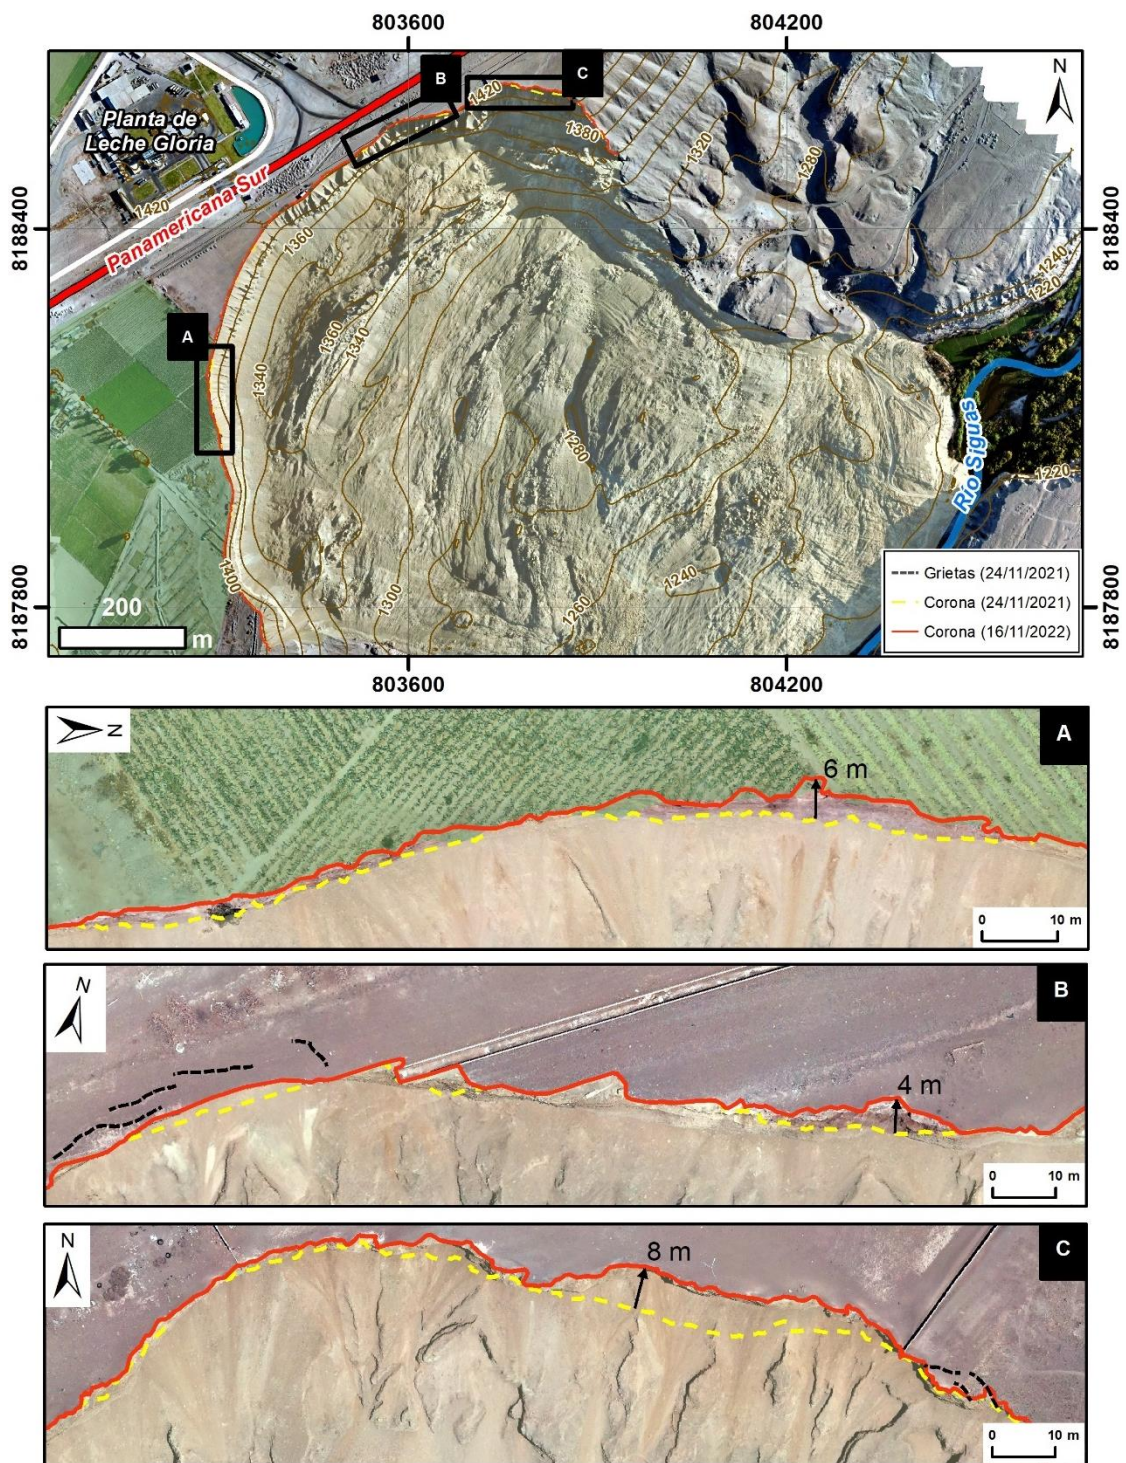 803600
804200
N
A
B
C
Planta de
Leche Gloria
Panamericana Sur
1420
1420
1380
1320
1280
1360
1360
1340
1340
1240
1220
8188400
8188400
1280
Río Siguas
1220
1400
1300
1260
1240
8187800
8187800
200
m
Grietas (24/11/2021)
Corona (24/11/2021)
Corona (16/11/2022)
803600
804200
N
A
6 m
0 10 m
N
B
4 m
0 10 m
N
C
8 m
0 10 m